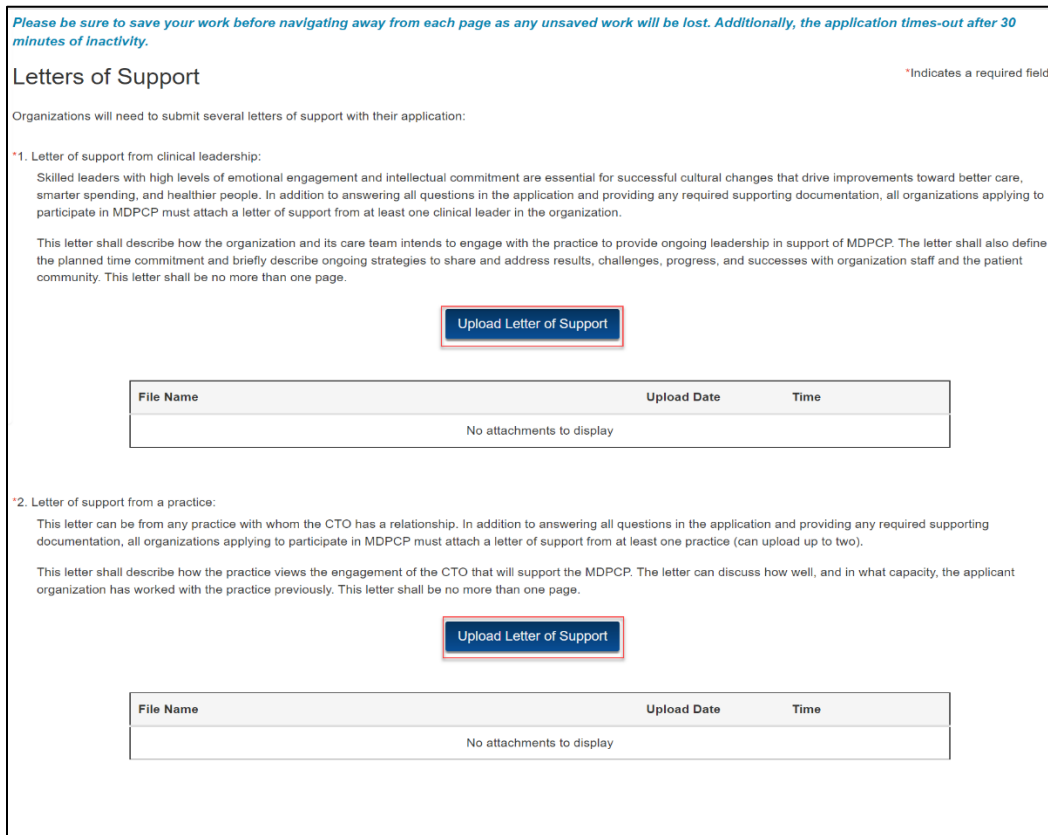 Please be sure to save your work before navigating away from each page as any unsaved work will be lost. Additionally, the application times-out after 30
minutes of inactivity.
Letters of Support
*Indicates a required field
Organizations will need to submit several letters of support with their application:
*1. Letter of support from clinical leadership:
Skilled leaders with high levels of emotional engagement and intellectual commitment are essential for successful cultural changes that drive improvements toward better care,
smarter spending, and healthier people. In addition to answering all questions in the application and providing any required supporting documentation, all organizations applying to
participate in MDPCP must attach a letter of support from at least one clinical leader in the organization.
This letter shall describe how the organization and its care team intends to engage with the practice to provide ongoing leadership in support of MDPCP. The letter shall also define
the planned time commitment and briefly describe ongoing strategies to share and address results, challenges, progress, and successes with organization staff and the patient
community. This letter shall be no more than one page.
Upload Letter of Support
File Name Upload Date Time
No attachments to display
*2. Letter of support from a practice:
This letter can be from any practice with whom the CTO has a relationship. In addition to answering all questions in the application and providing any required supporting
documentation, all organizations applying to participate in MDPCP must attach a letter of support from at least one practice (can upload up to two).
This letter shall describe how the practice views the engagement of the CTO that will support the MDPCP. The letter can discuss how well, and in what capacity, the applicant
organization has worked with the practice previously. This letter shall be no more than one page.
Upload Letter of Support
File Name Upload Date Time
No attachments to display